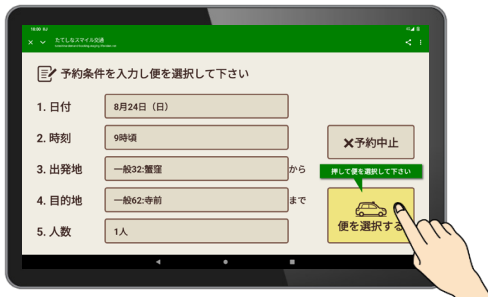 たてしなスマイル交通
予約条件を入力し便を選択して下さい
1. 日付
8月24日（日）
2. 時刻
9時頃
✕予約中止
3. 出発地
一般32:蟹窪
から
押して便を選択して下さい
4. 目的地
一般62:寺前
まで
便を選択する
5. 人数
1人